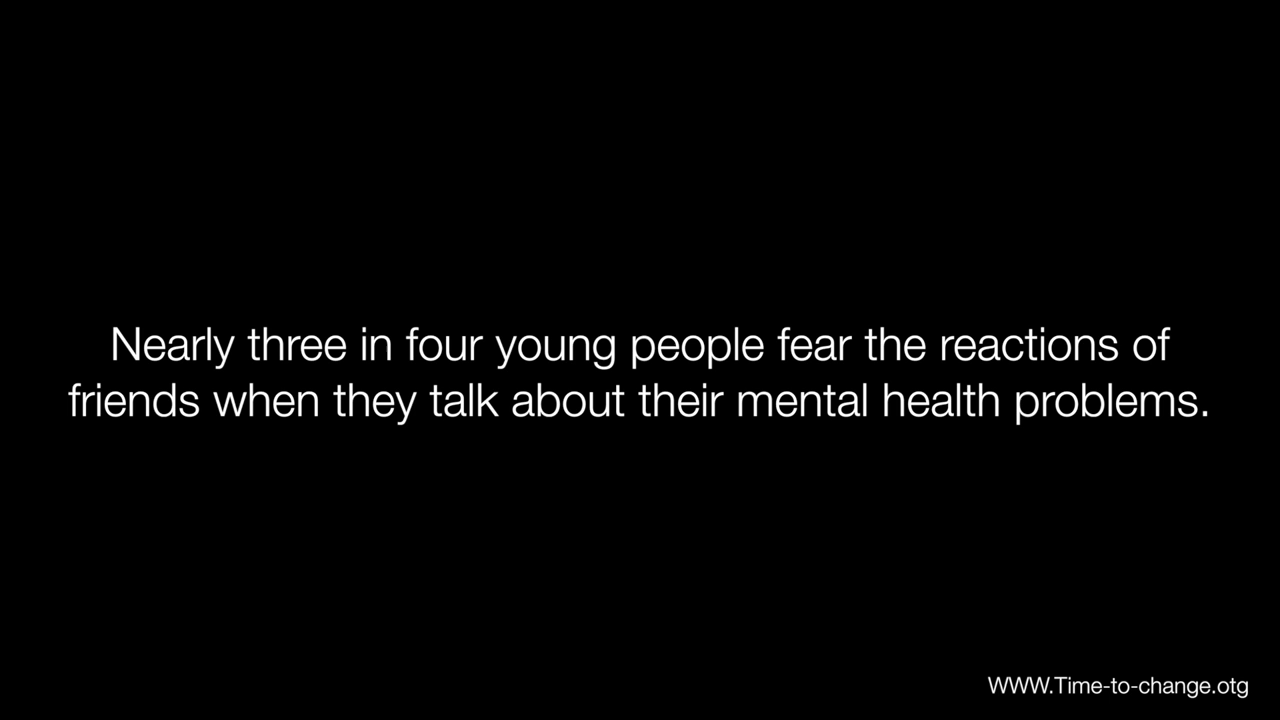 Nearly three in four young people fear the reactions of
friends when they talk about their mental health problems.
WWW.Time-to-change.otg